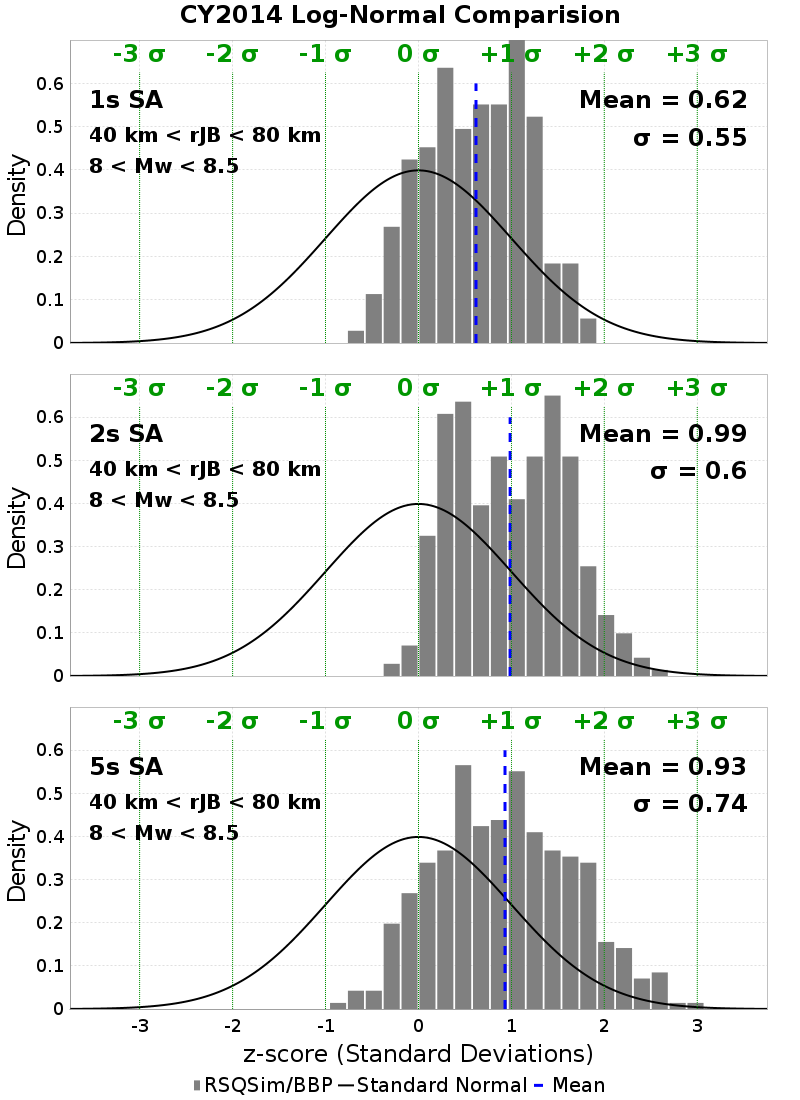 CY2014 Log-Normal Comparision
-3 σ -2 σ -1 σ 0 σ +1 σ +2 σ +3 σ
0.6
1s SA Mean = 0.62
0.5
40 km < rJB < 80 km σ = 0.55
8 < Mw < 8.5
0.4
Density
0.3
0.2
0.1
0
-3 σ -2 σ -1 σ 0 σ +1 σ +2 σ +3 σ
0.6
2s SA Mean = 0.99
0.5
40 km < rJB < 80 km σ = 0.6
8 < Mw < 8.5
0.4
Density
0.3
0.2
0.1
0
-3 σ -2 σ -1 σ 0 σ +1 σ +2 σ +3 σ
0.6
5s SA Mean = 0.93
0.5
40 km < rJB < 80 km σ = 0.74
8 < Mw < 8.5
0.4
Density
0.3
0.2
0.1
0
-3 -2 -1 0 1 2 3
z-score (Standard Deviations)
RSQSim/BBP Standard Normal Mean